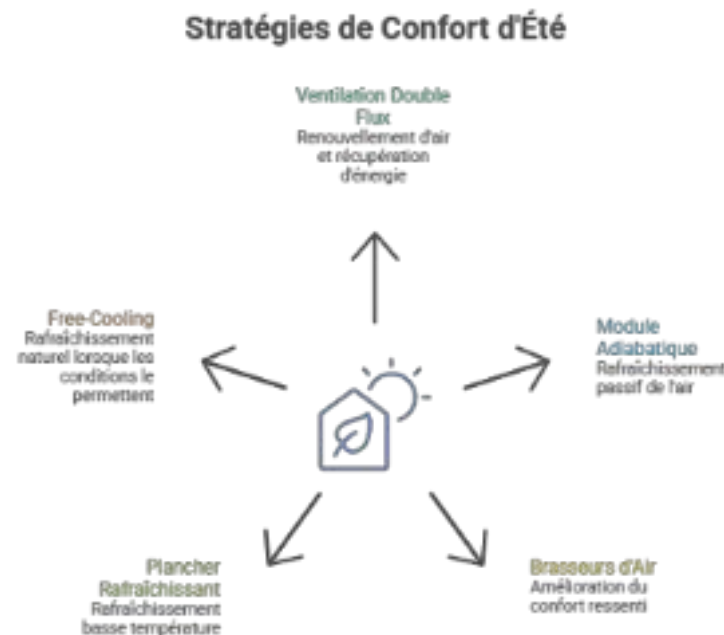 Stratégies de Confort d'Été
Ventilation Double
Flux
Renouvellement d'air
et récupération
d'énergie
Free-Cooling
Rafraîchissement
naturel lorsque les
conditions le
permettent
Module
Adiabatique
Rafraîchissement
passif de l'air
Plancher
Rafraîchissant
Rafraîchissement
basse température
Brasseurs d'Air
Amélioration du
confort ressenti